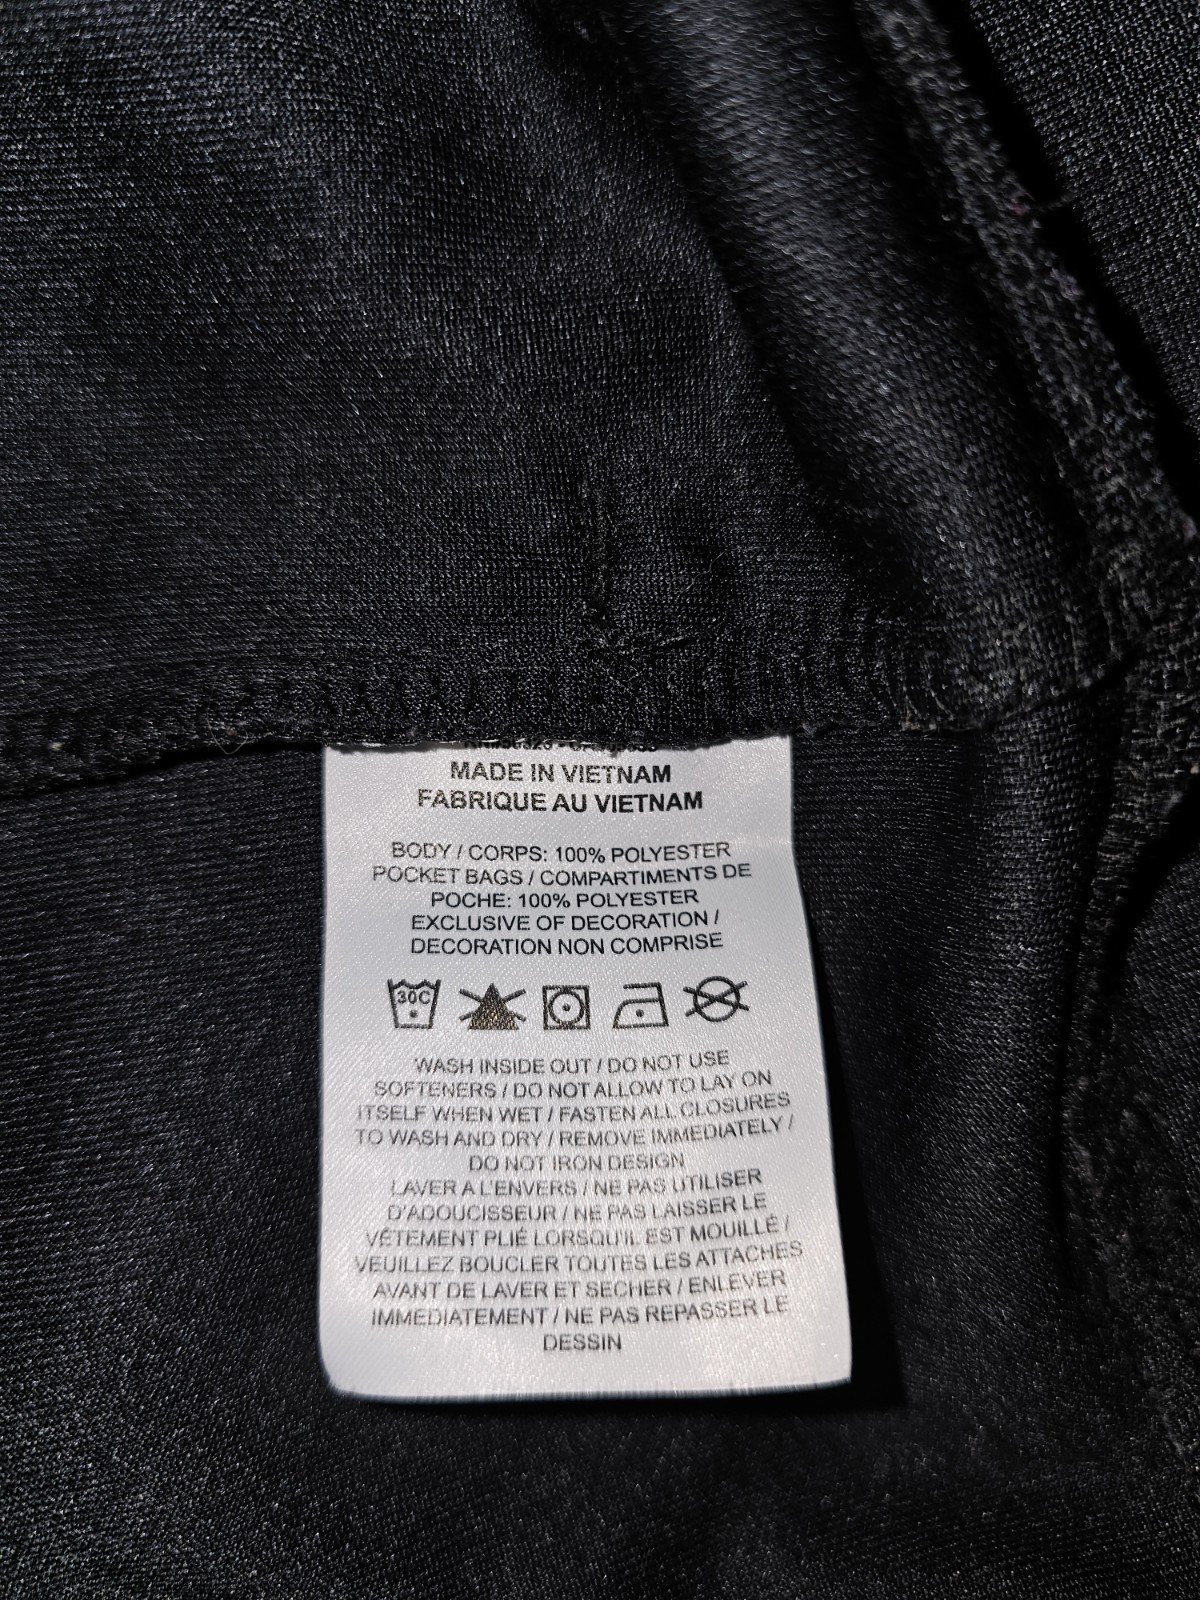 MADE IN VIETNAM
FABRIQUE AU VIETNAM
BODY / CORPS: 100% POLYESTER
POCKET BAGS / COMPARTIMENTS DE
POCHE: 100% POLYESTER
EXCLUSIVE OF DECORATION /
DECORATION NON COMPRISE
30C
WASH INSIDE OUT / DO NOT USE
SOFTENERS / DO NOT ALLOW TO LAY ON
ITSELF WHEN WET / FASTEN ALL CLOSURES
TO WASH AND DRY / REMOVE IMMEDIATELY /
DO NOT IRON DESIGN
LAVER A L'ENVERS / NE PAS UTILISER
D'ADOUCISSEUR / NE PAS LAISSER LE
VÊTEMENT PLIÉ LORSQU'IL EST MOUILLÉ /
VEUILLEZ BOUCLER TOUTES LES ATTACHES
AVANT DE LAVER ET SECHER / ENLEVER
IMMEDIATEMENT / NE PAS REPASSER LE
DESSIN